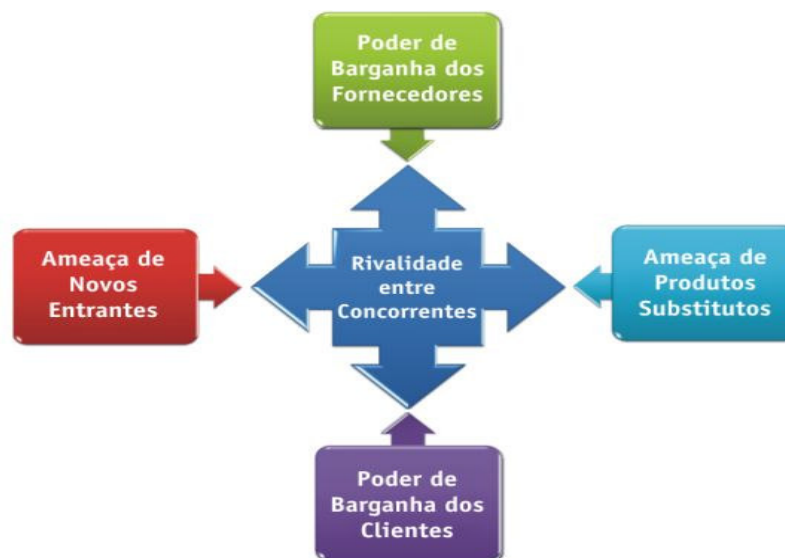 Poder de
Barganha dos
Fornecedores
Ameaça de
Novos
Entrantes
Rivalidade
entre
Concorrentes
Ameaça de
Produtos
Substitutos
Poder de
Barganha dos
Clientes